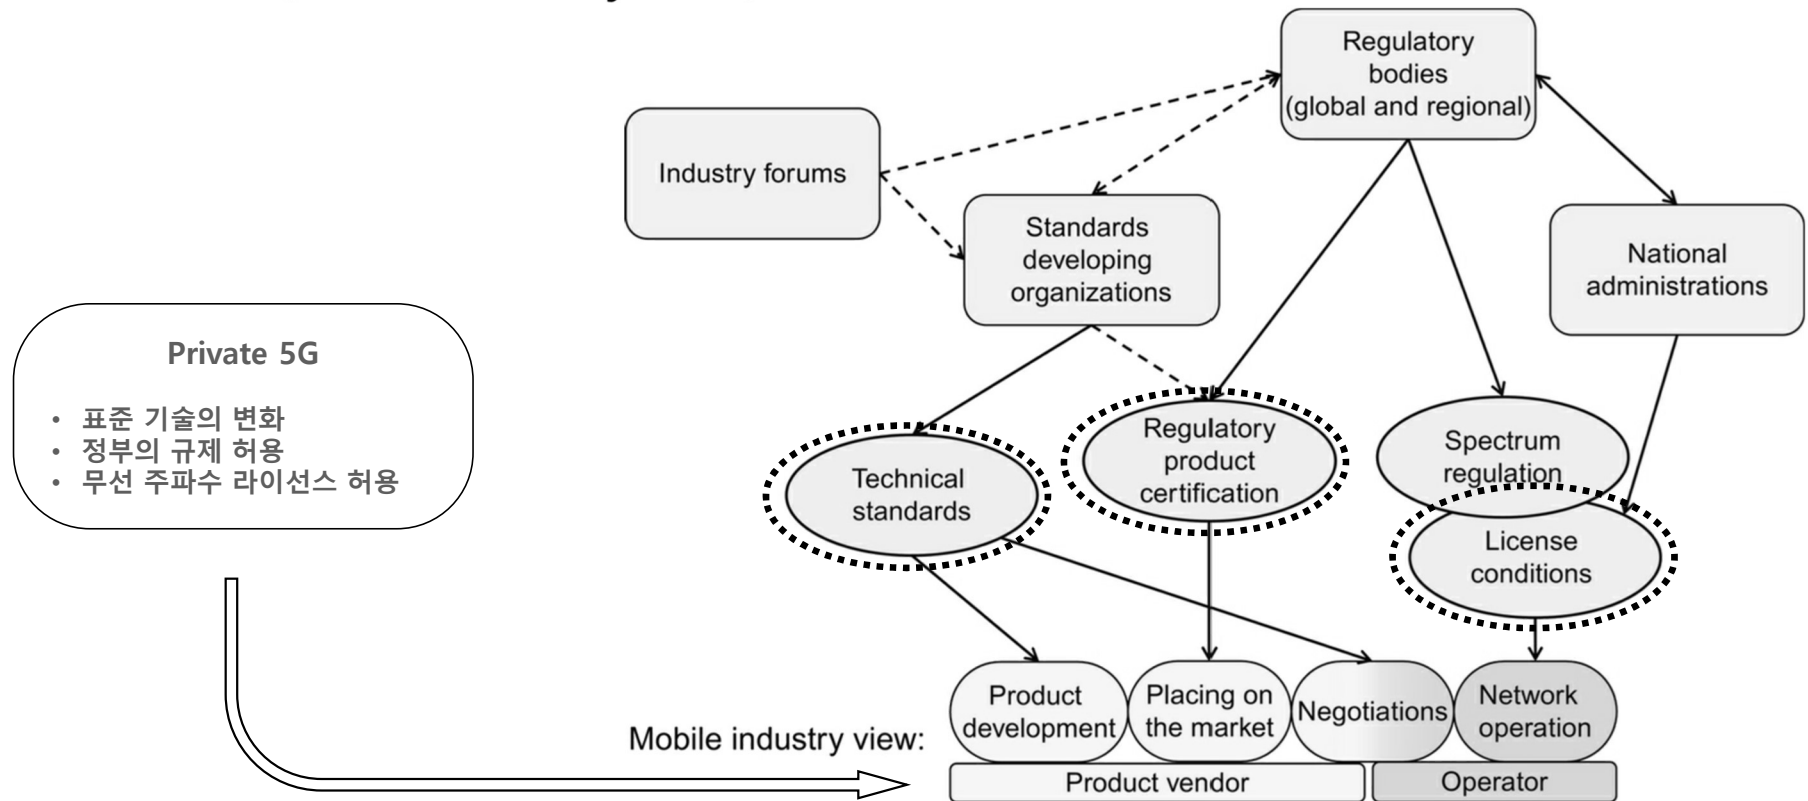 Regulatory
bodies
(global and regional)
Industry forums
Standards
developing
organizations
National
administrations
Private 5G
• 표준 기술의 변화
• 정부의 규제 허용
• 무선 주파수 라이선스 허용
Technical
standards
Regulatory
product
certification
Spectrum
regulation
License
conditions
Mobile industry view:
Product
development
Placing on
the market
Negotiations
Network
operation
Product vendor
Operator